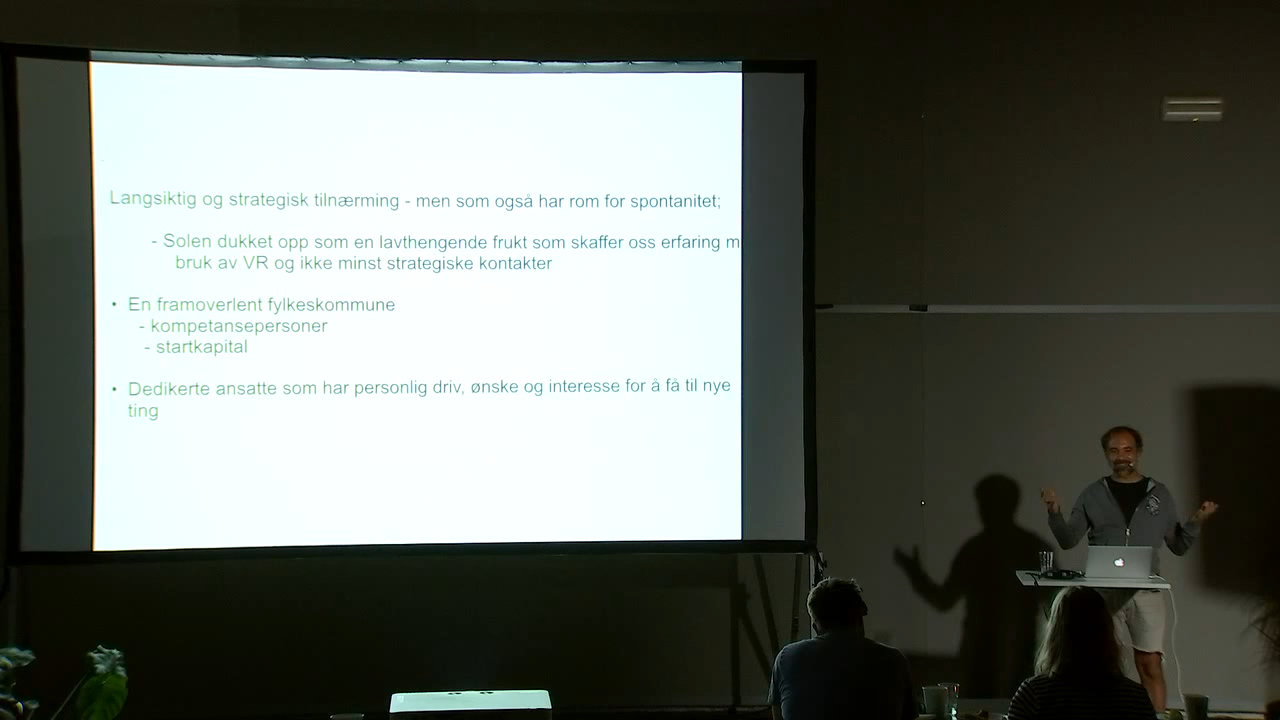 Langsiktig og strategisk tilnærming - men som også har rom for spontanitet;
- Solen dukket opp som en lavthengende frukt som skaffer oss erfaring m
bruk av VR og ikke minst strategiske kontakter
• En framoverlent fylkeskommune
- kompetansepersoner
- startkapital
• Dedikerte ansatte som har personlig driv, ønske og interesse for å få til nye
ting